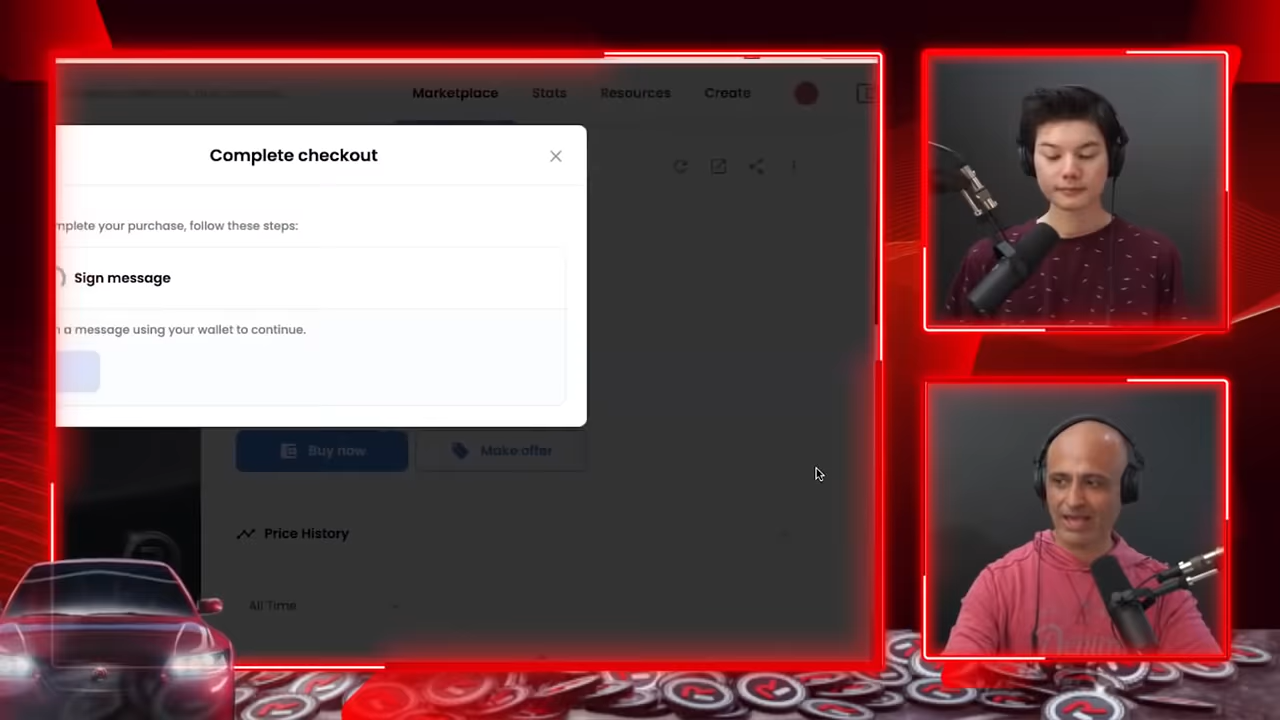 Marketplace Stats Resources Create
Complete checkout
mplete your purchase, follow these steps:
Sign message
a message using your wallet to continue.
Buy now Make offer
Price History
All Time